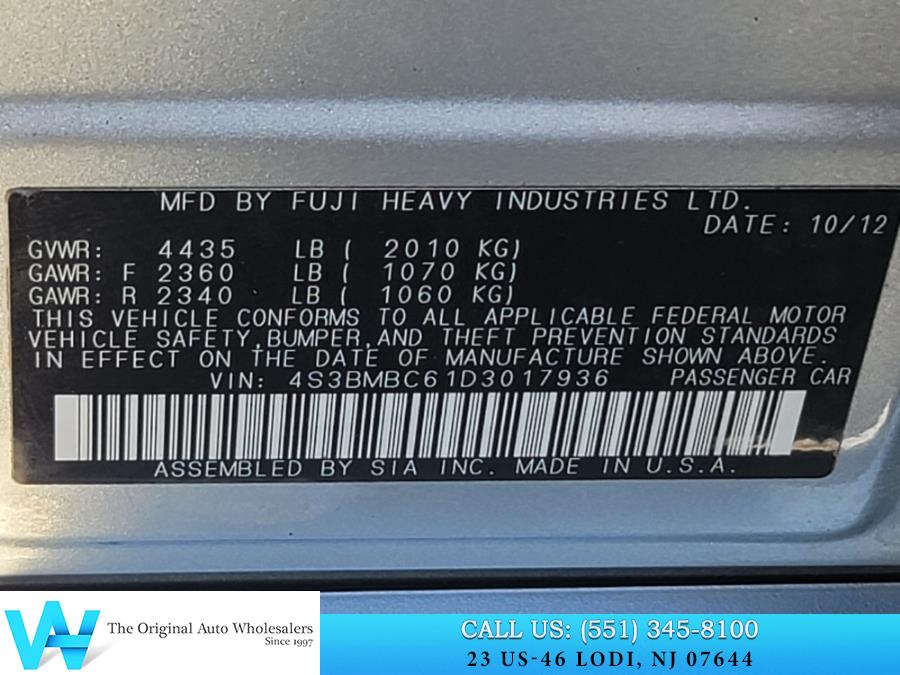 MFD BY FUJI HEAVY INDUSTRIES LTD.
DATE: 10/12
GVWR: 4435 LB ( 2010 KG)
GAWR: F 2360 LB ( 1070 KG)
GAWR: R 2340 LB ( 1060 KG)
THIS VEHICLE CONFORMS TO ALL APPLICABLE FEDERAL MOTOR
VEHICLE SAFETY,BUMPER,AND THEFT PREVENTION STANDARDS
IN EFFECT ON THE DATE OF MANUFACTURE SHOWN ABOVE.
VIN: 4S3BMBC61D3017936 PASSENGER CAR
ASSEMBLED BY SIA INC. MADE IN U.S.A.
The Original Auto Wholesalers
Since 1997
CALL US: (551) 345-8100
23 US-46 LODI, NJ 07644